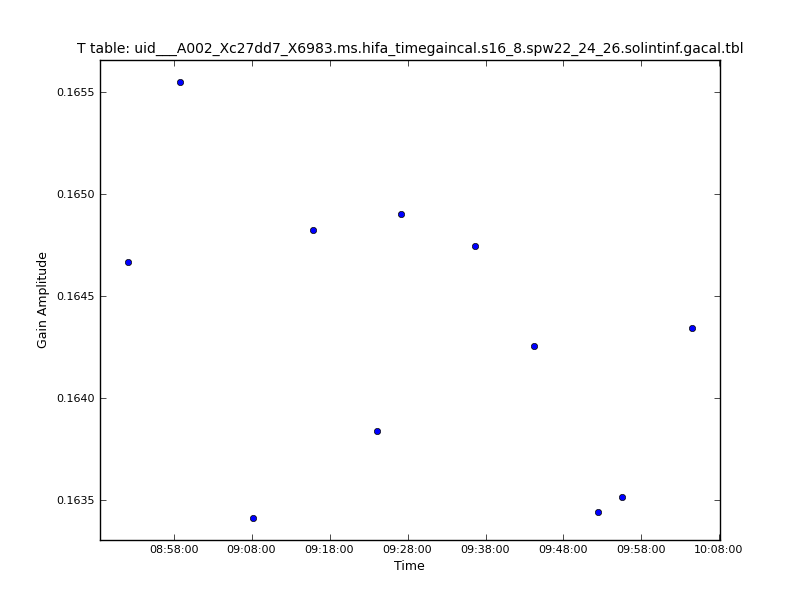 T table: uid___A002_Xc27dd7_X6983.ms.hifa_timegaincal.s16_8.spw22_24_26.solintinf.gacal.tbl
0.1655
0.1650
0.1645
0.1640
0.1635
Gain Amplitude
08:58:00 09:08:00 09:18:00 09:28:00 09:38:00 09:48:00 09:58:00 10:08:00
Time